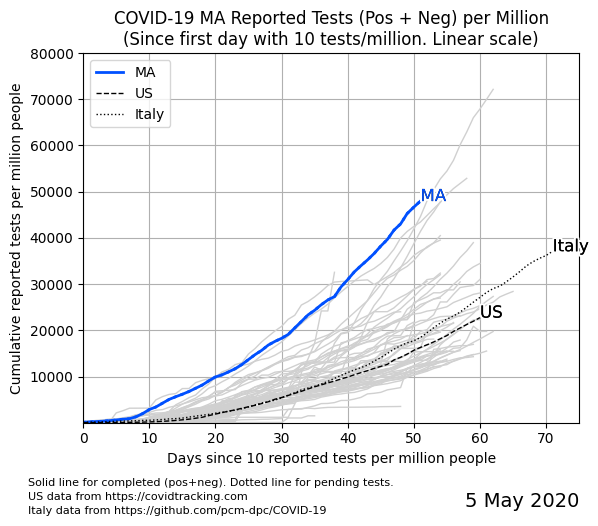 COVID-19 MA Reported Tests (Pos + Neg) per Million
(Since first day with 10 tests/million. Linear scale)
Cumulative reported tests per million people
80000
70000
60000
50000
40000
30000
20000
10000
MA
US
Italy
MA
Italy
US
0 10 20 30 40 50 60 70
Days since 10 reported tests per million people
Solid line for completed (pos+neg). Dotted line for pending tests.
US data from https://covidtracking.com
Italy data from https://github.com/pcm-dpc/COVID-19
5 May 2020